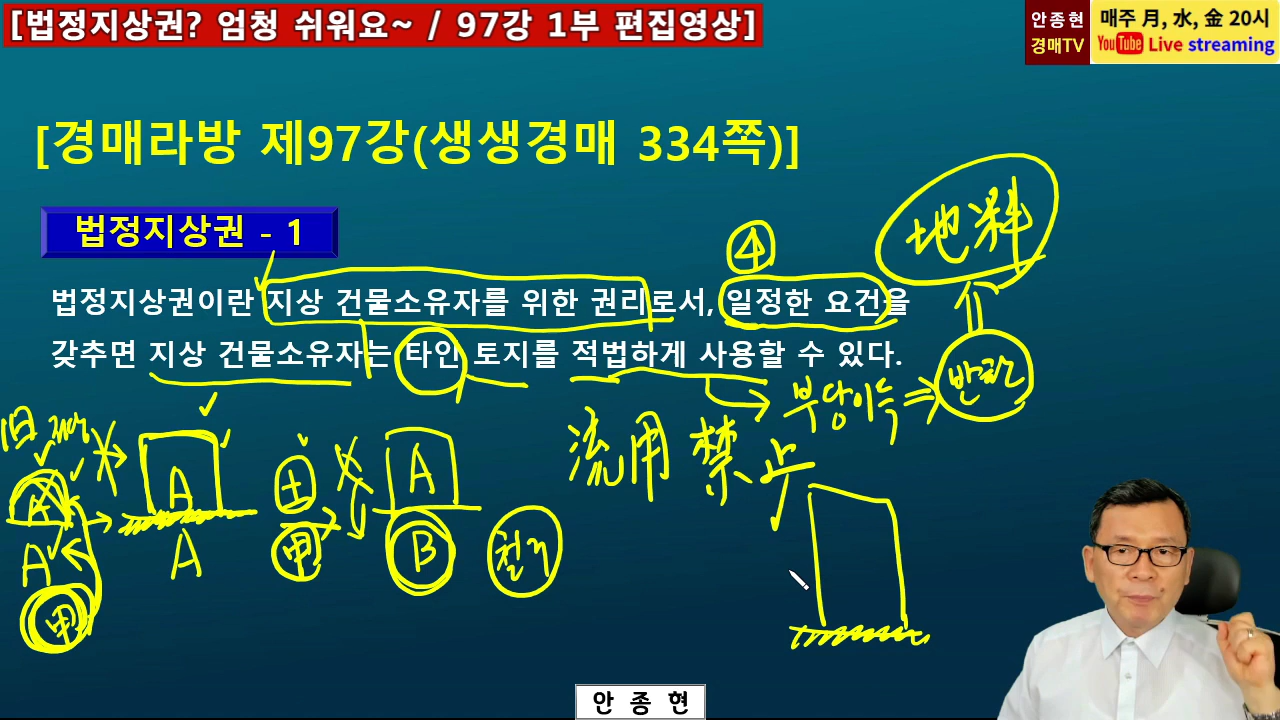 [법정지상권? 엄청 쉬워요~ / 97강 1부 편집영상]
안종현
경매TV
매주 月, 水, 金 20시
YouTube Live streaming
[경매라방 제97강(생생경매 334쪽)]
법정지상권 - 1
④
地料
법정지상권이란 지상 건물소유자를 위한 권리로서, 일정한 요건을
갖추면 지상 건물소유자는 타인 토지를 적법하게 사용할 수 있다.
부당이득 ⇒ 반환
流用 禁止
旧
A
土
A
A
A
甲
B
철거
甲
안 종 현